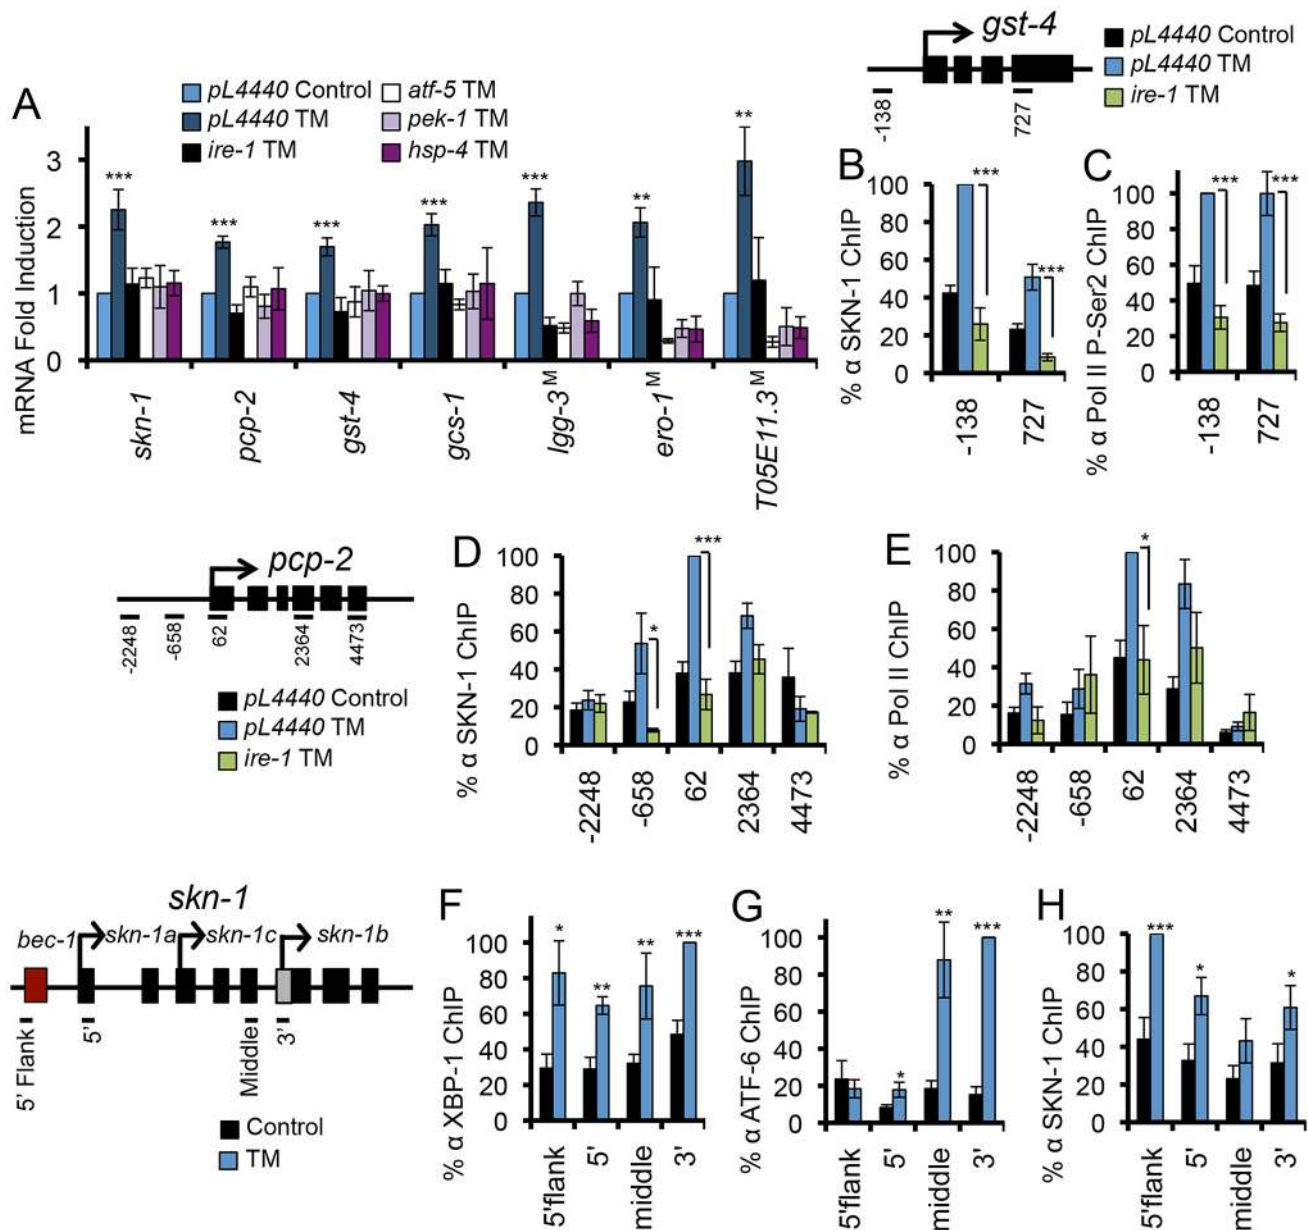 A
pL4440 Control
pL4440 TM
ire-1 TM
atf-5 TM
pek-1 TM
hsp-4 TM
mRNA Fold Induction
3
2
1
0
***
***
***
***
***
**
**
skn-1
pcp-2
gst-4
gcs-1
lgg-3 M
ero-1 M
T05E11.3 M
gst-4
-138
727
pL4440 Control
pL4440 TM
ire-1 TM
B
% α SKN-1 ChIP
100
80
60
40
20
0
***
***
-138
727
C
% α Pol II P-Ser2 ChIP
100
80
60
40
20
0
***
***
-138
727
pcp-2
-2248
-658
62
2364
4473
pL4440 Control
pL4440 TM
ire-1 TM
D
% α SKN-1 ChIP
100
80
60
40
20
0
*
***
-2248
-658
62
2364
4473
E
% α Pol II ChIP
100
80
60
40
20
0
*
-2248
-658
62
2364
4473
skn-1
bec-1
skn-1a
skn-1c
skn-1b
5' Flank
5'
Middle
3'
Control
TM
F
% α XBP-1 ChIP
100
80
60
40
20
0
*
**
**
***
5'flank
5'
middle
3'
G
% α ATF-6 ChIP
100
80
60
40
20
0
*
**
***
5'flank
5'
middle
3'
H
% α SKN-1 ChIP
100
80
60
40
20
0
***
*
*
5'flank
5'
middle
3'